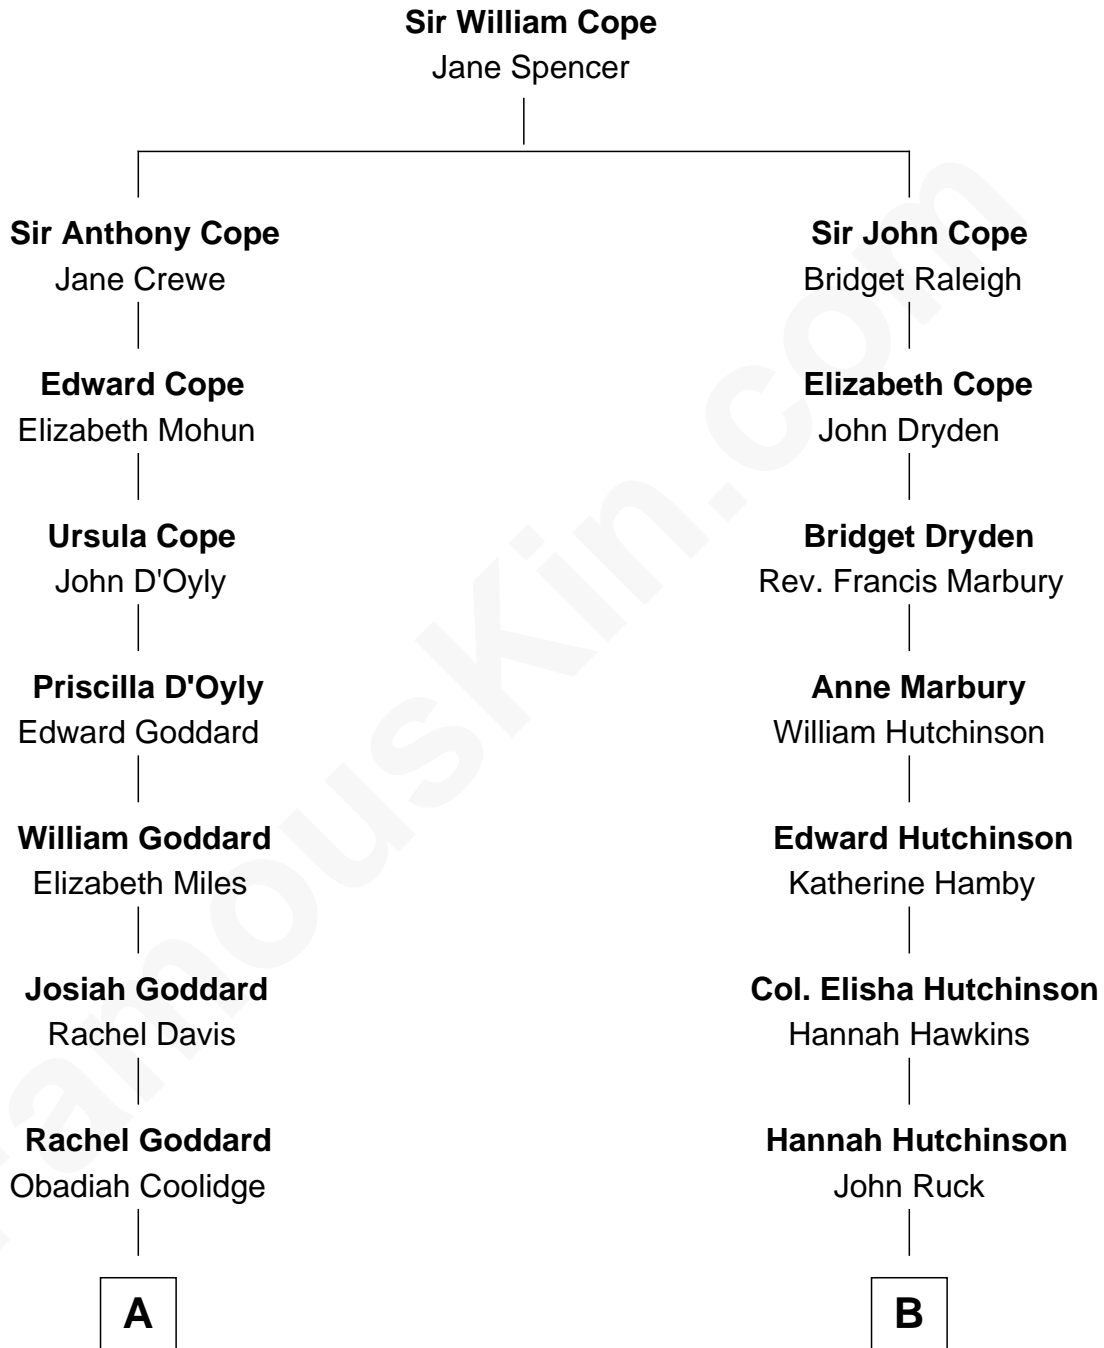 Sir William Cope
Jane Spencer
Sir Anthony Cope
Jane Crewe
Edward Cope
Elizabeth Mohun
Ursula Cope
John D'Oyly
Priscilla D'Oyly
Edward Goddard
William Goddard
Elizabeth Miles
Josiah Goddard
Rachel Davis
Rachel Goddard
Obadiah Coolidge
A
Sir John Cope
Bridget Raleigh
Elizabeth Cope
John Dryden
Bridget Dryden
Rev. Francis Marbury
Anne Marbury
William Hutchinson
Edward Hutchinson
Katherine Hamby
Col. Elisha Hutchinson
Hannah Hawkins
Hannah Hutchinson
John Ruck
B
FamousKin.com